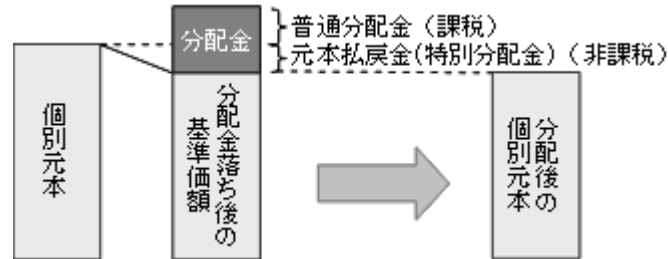 分配金
普通分配金（課税）
元本払戻金(特別分配金)（非課税）
個別元本
分配金落ち後の
基準価額
分配後の
個別元本